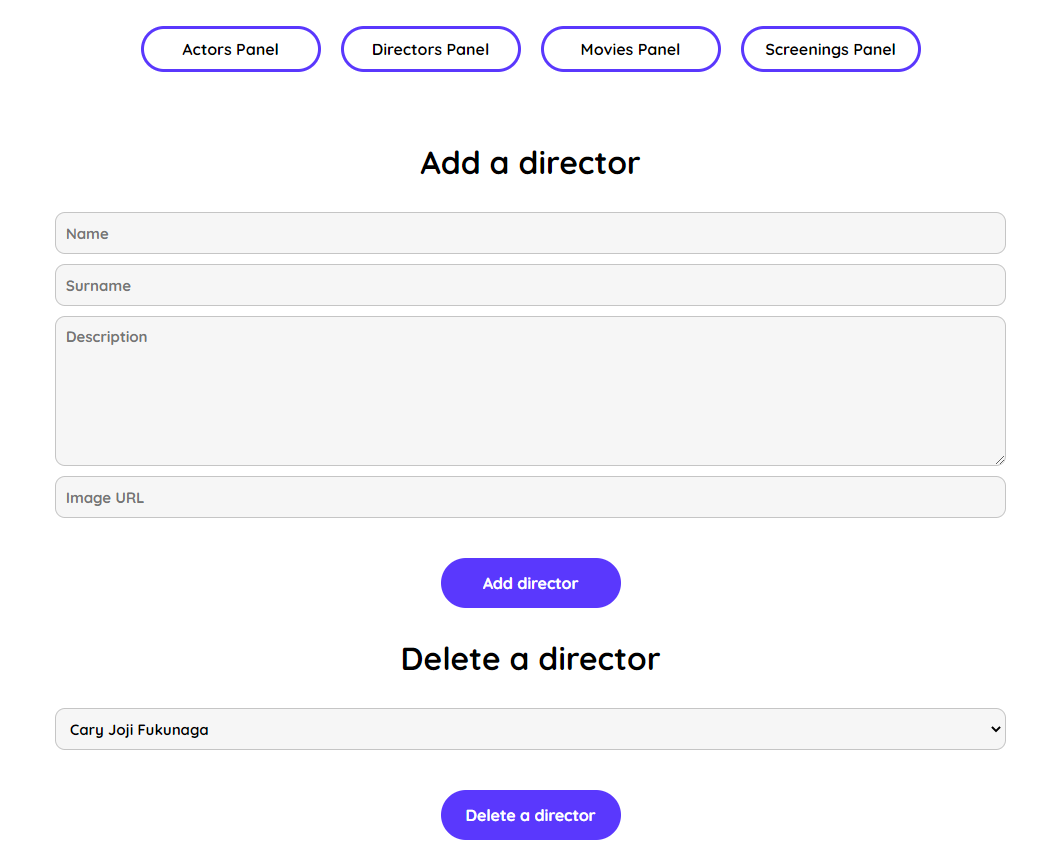 Actors Panel Directors Panel Movies Panel Screenings Panel
Add a director
Name
Surname
Description
Image URL
Add director
Delete a director
Cary Joji Fukunaga
Delete a director